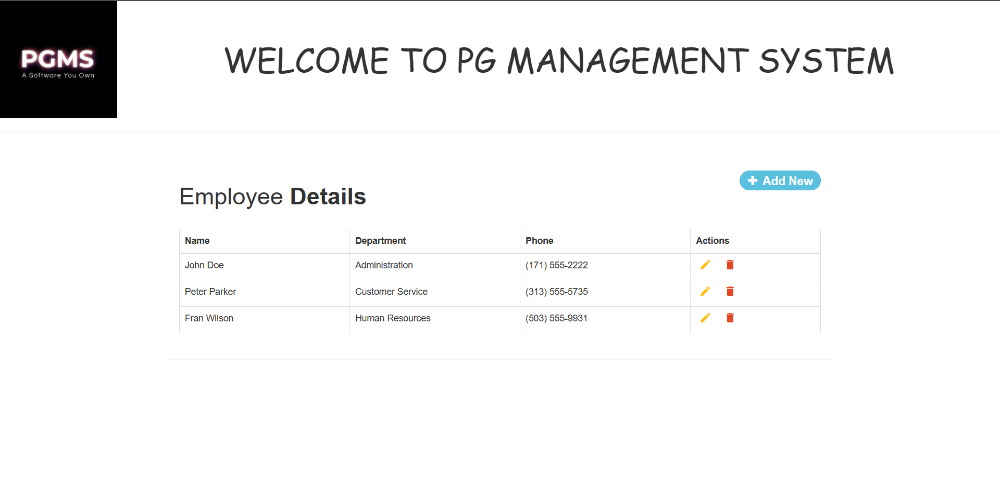 PGMS
A Software You Own
WELCOME TO PG MANAGEMENT SYSTEM
Employee Details
Add New
Name Department Phone Actions
John Doe Administration (171) 555-2222
Peter Parker Customer Service (313) 555-5735
Fran Wilson Human Resources (503) 555-9931